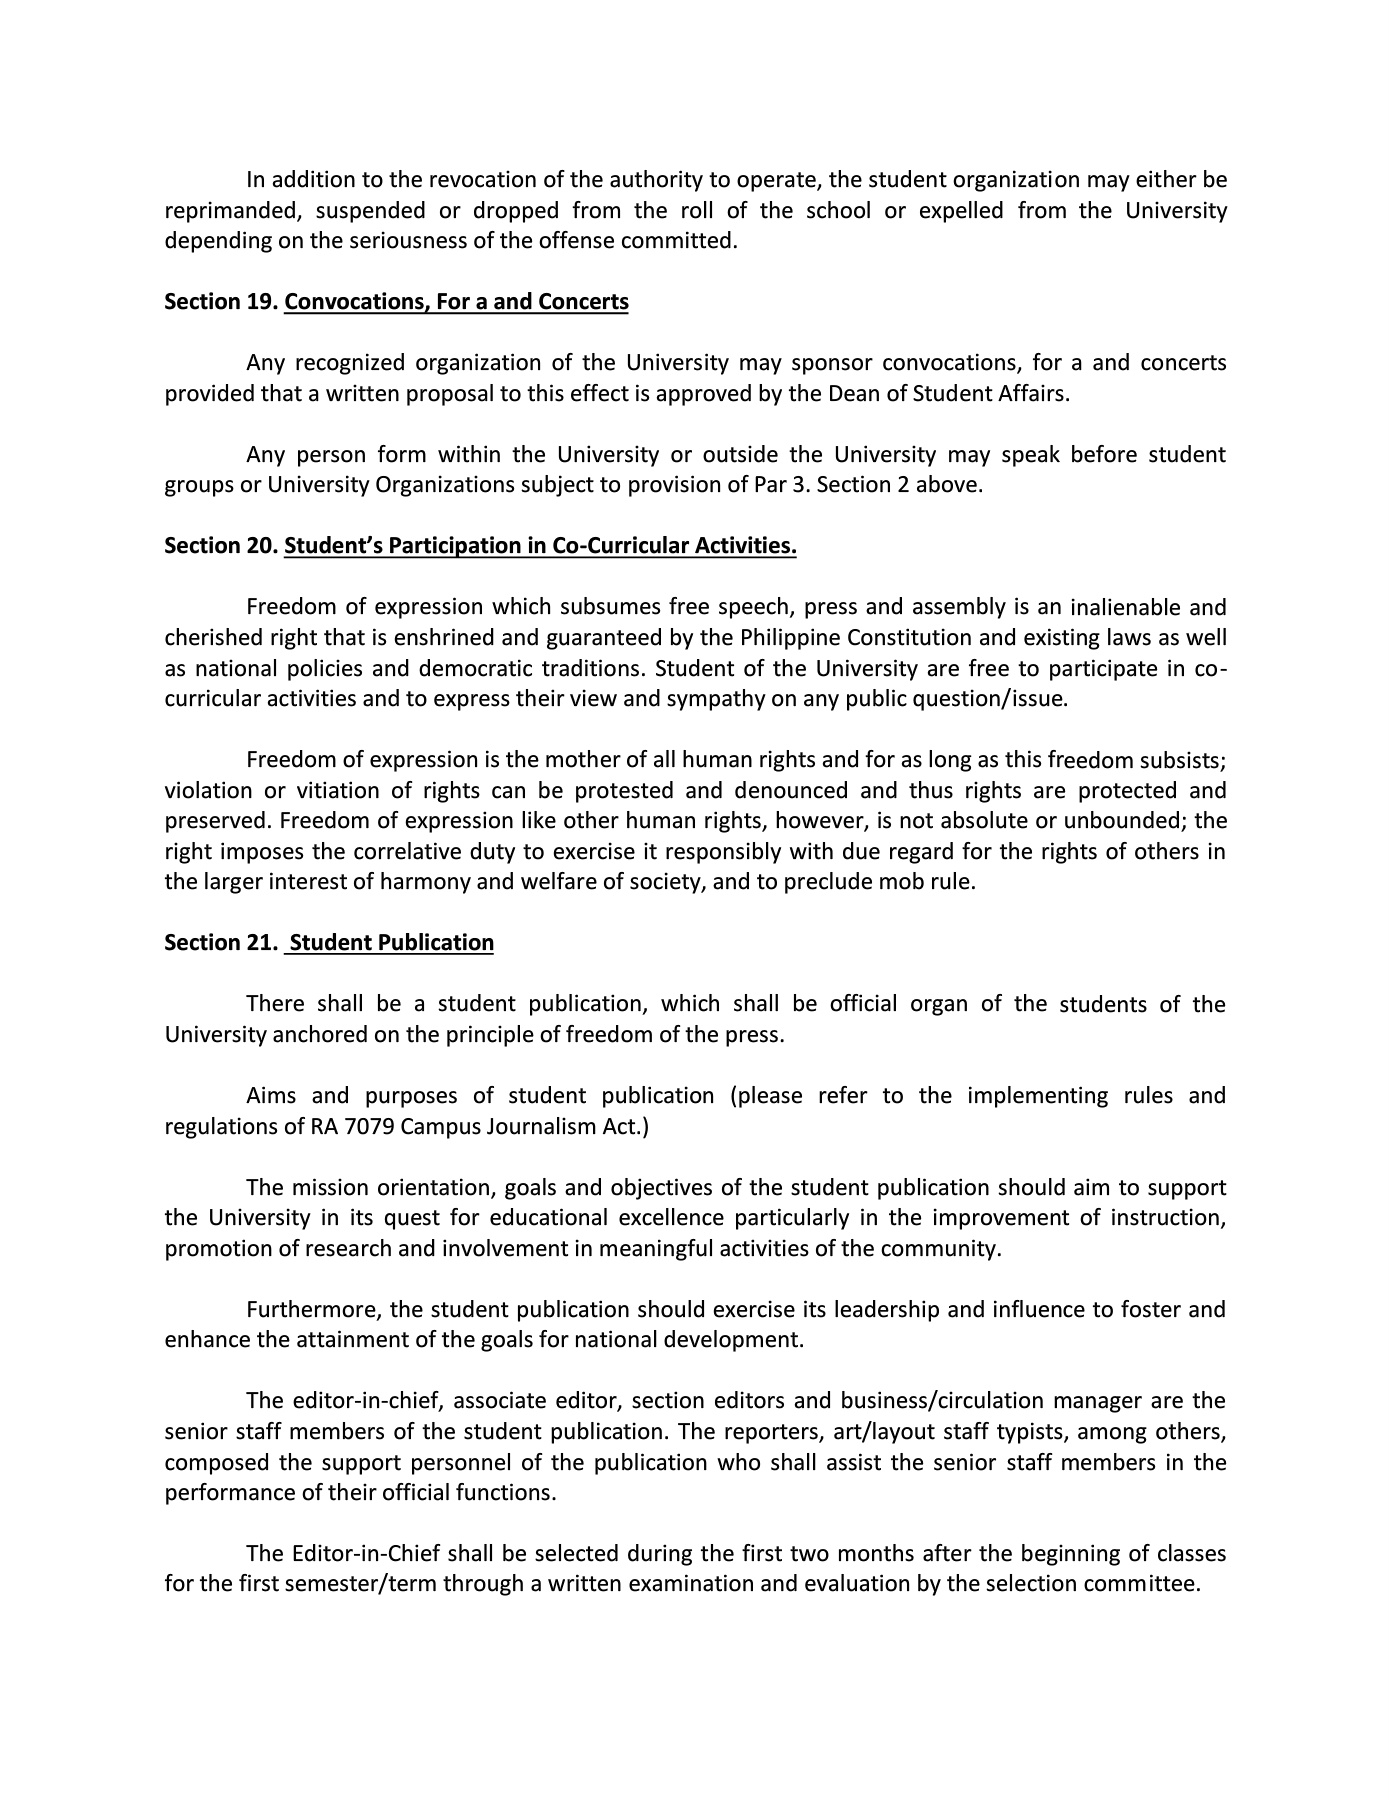 In addition to the revocation of the authority to operate, the student organization may either be
reprimanded, suspended or dropped from the roll of the school or expelled from the University
depending on the seriousness of the offense committed.
Section 19. Convocations, For a and Concerts
Any recognized organization of the University may sponsor convocations, for a and concerts
provided that a written proposal to this effect is approved by the Dean of Student Affairs.
Any person form within the University or outside the University may speak before student
groups or University Organizations subject to provision of Par 3. Section 2 above.
Section 20. Student’s Participation in Co-Curricular Activities.
Freedom of expression which subsumes free speech, press and assembly is an inalienable and
cherished right that is enshrined and guaranteed by the Philippine Constitution and existing laws as well
as national policies and democratic traditions. Student of the University are free to participate in co-
curricular activities and to express their view and sympathy on any public question/issue.
Freedom of expression is the mother of all human rights and for as long as this freedom subsists;
violation or vitiation of rights can be protested and denounced and thus rights are protected and
preserved. Freedom of expression like other human rights, however, is not absolute or unbounded; the
right imposes the correlative duty to exercise it responsibly with due regard for the rights of others in
the larger interest of harmony and welfare of society, and to preclude mob rule.
Section 21. Student Publication
There shall be a student publication, which shall be official organ of the students of the
University anchored on the principle of freedom of the press.
Aims and purposes of student publication (please refer to the implementing rules and
regulations of RA 7079 Campus Journalism Act.)
The mission orientation, goals and objectives of the student publication should aim to support
the University in its quest for educational excellence particularly in the improvement of instruction,
promotion of research and involvement in meaningful activities of the community.
Furthermore, the student publication should exercise its leadership and influence to foster and
enhance the attainment of the goals for national development.
The editor-in-chief, associate editor, section editors and business/circulation manager are the
senior staff members of the student publication. The reporters, art/layout staff typists, among others,
composed the support personnel of the publication who shall assist the senior staff members in the
performance of their official functions.
The Editor-in-Chief shall be selected during the first two months after the beginning of classes
for the first semester/term through a written examination and evaluation by the selection committee.